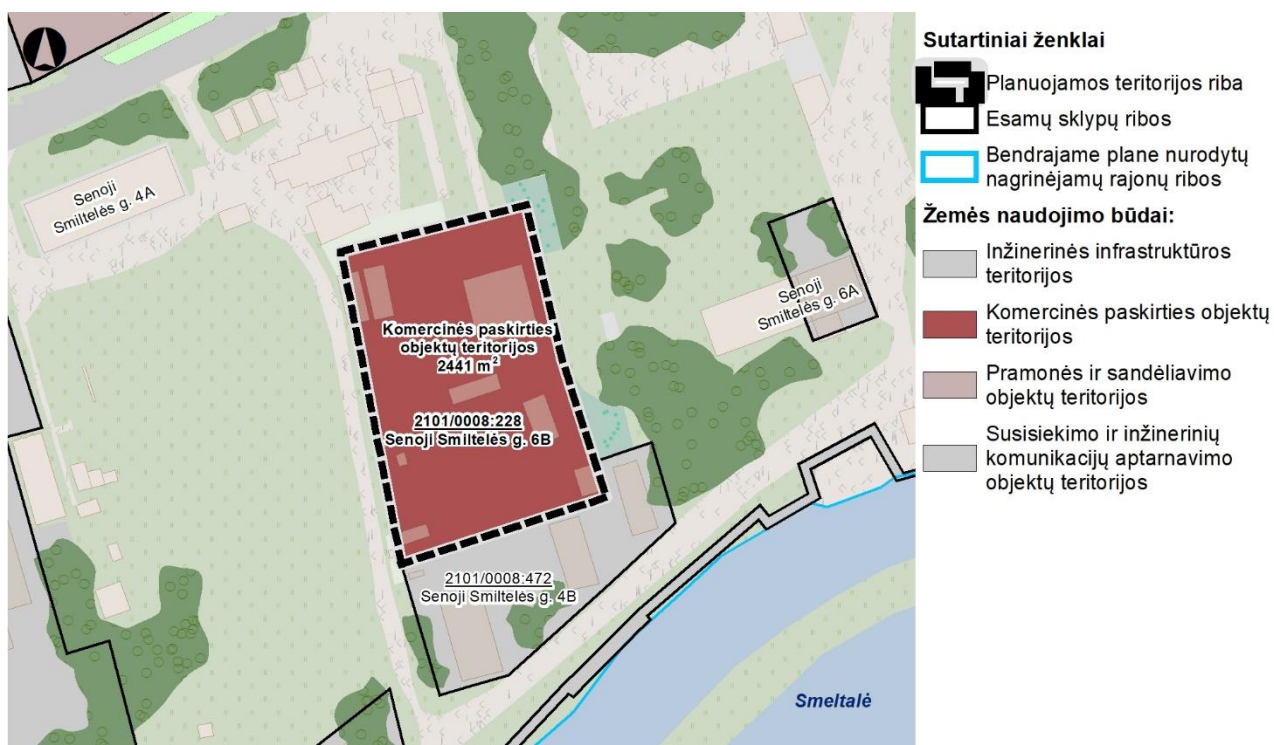 Senoji
Smiltelės g. 4A
Komercinės paskirties
objektų teritorijos
2441 m²
2101/0008:228
Senoji Smiltelės g. 6B
Senoji
Smiltelės g. 6A
2101/0008:472
Senoji Smiltelės g. 4B
Smeltalė
Sutartiniai ženklai
Planuojamos teritorijos riba
Esamų sklypų ribos
Bendrajame plane nurodytų
nagrinėjamų rajonų ribos
Žemės naudojimo būdai:
Inžinerinės infrastruktūros
teritorijos
Komercinės paskirties objektų
teritorijos
Pramonės ir sandėliavimo
objektų teritorijos
Susisiekimo ir inžinerinių
komunikacijų aptarnavimo
objektų teritorijos